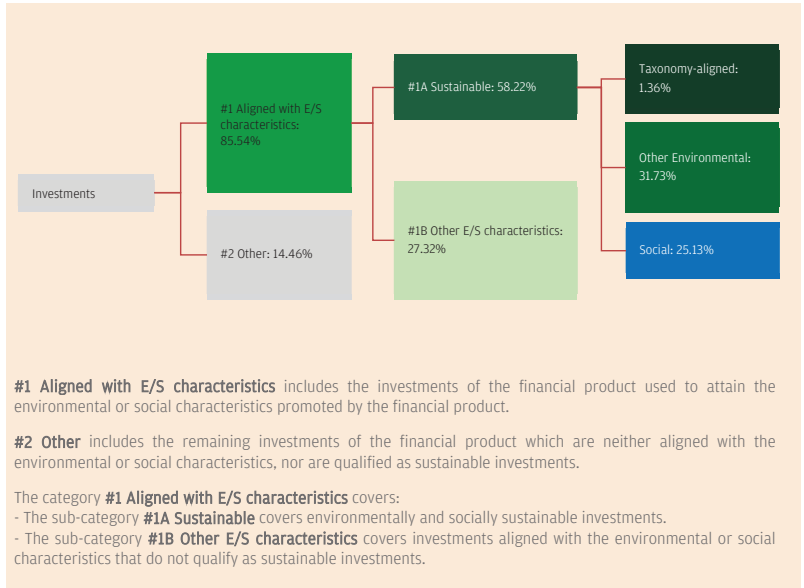 Investments
#1 Aligned with E/S
characteristics:
85.54%
#2 Other: 14.46%
#1A Sustainable: 58.22%
#1B Other E/S characteristics:
27.32%
Taxonomy-aligned:
1.36%
Other Environmental:
31.73%
Social: 25.13%
#1 Aligned with E/S characteristics includes the investments of the financial product used to attain the
environmental or social characteristics promoted by the financial product.
#2 Other includes the remaining investments of the financial product which are neither aligned with the
environmental or social characteristics, nor are qualified as sustainable investments.
The category #1 Aligned with E/S characteristics covers:
- The sub-category #1A Sustainable covers environmentally and socially sustainable investments.
- The sub-category #1B Other E/S characteristics covers investments aligned with the environmental or social
characteristics that do not qualify as sustainable investments.